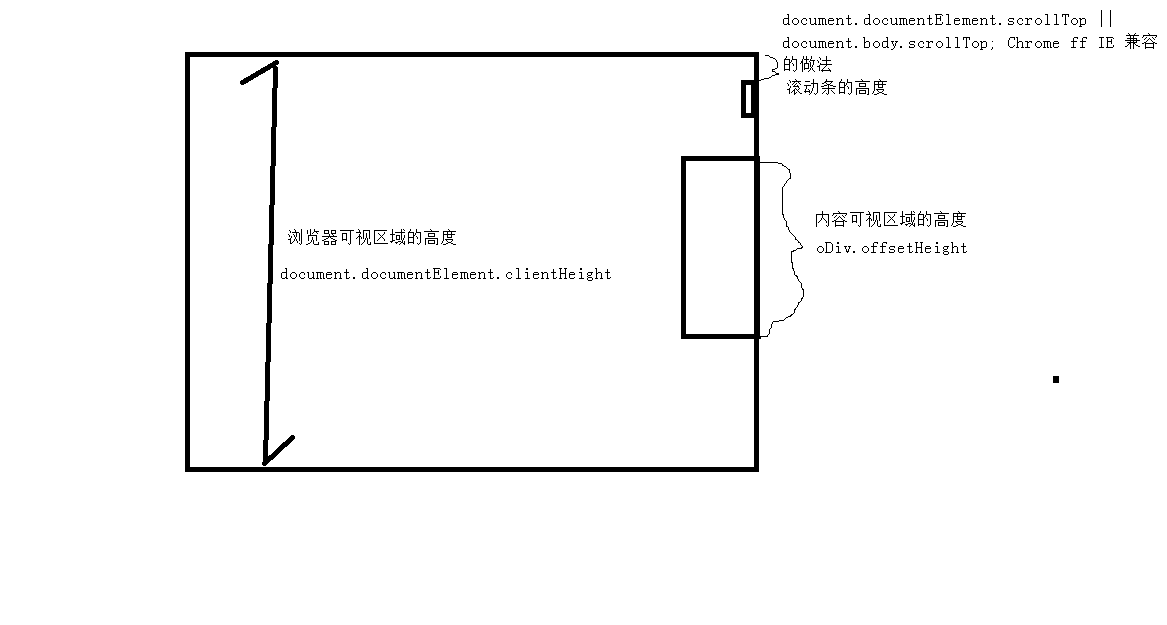 document.documentElement.scrollTop ||
document.body.scrollTop; Chrome ff IE 兼容
的做法
滚动条的高度
内容可视区域的高度
浏览器可视区域的高度
oDiv.offsetHeight
document.documentElement.clientHeight